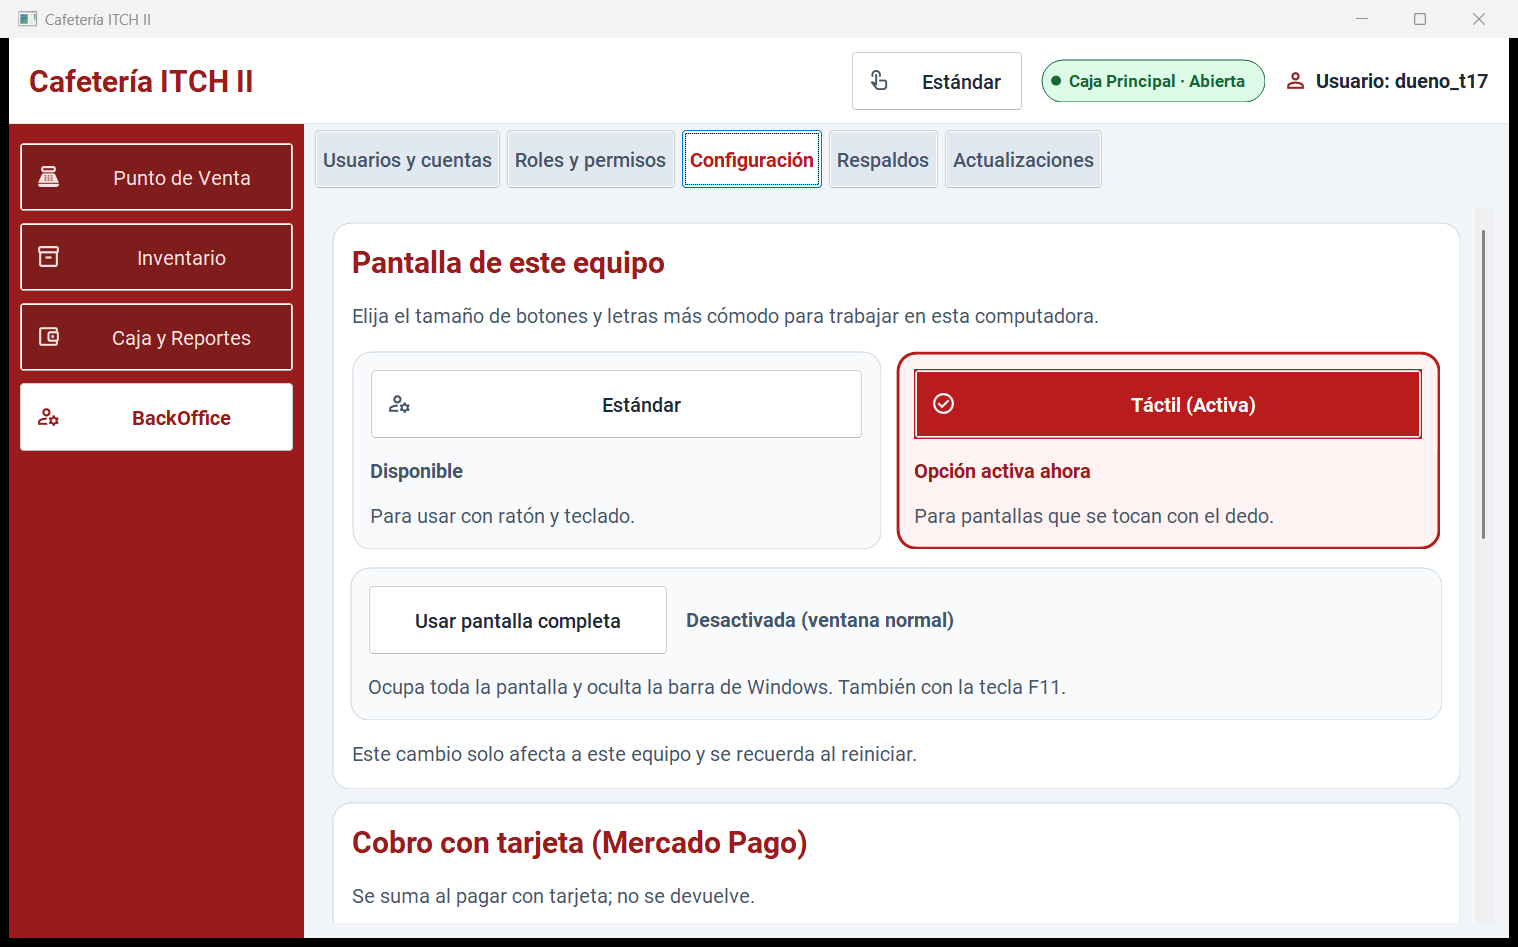 Cafetería ITCH II
Cafetería ITCH II
Estándar
Caja Principal · Abierta
Usuario: dueno_t17
Punto de Venta
Inventario
Caja y Reportes
BackOffice
Usuarios y cuentas
Roles y permisos
Configuración
Respaldos
Actualizaciones
Pantalla de este equipo
Elija el tamaño de botones y letras más cómodo para trabajar en esta computadora.
Estándar
Disponible
Para usar con ratón y teclado.
Táctil (Activa)
Opción activa ahora
Para pantallas que se tocan con el dedo.
Usar pantalla completa
Desactivada (ventana normal)
Ocupa toda la pantalla y oculta la barra de Windows. También con la tecla F11.
Este cambio solo afecta a este equipo y se recuerda al reiniciar.
Cobro con tarjeta (Mercado Pago)
Se suma al pagar con tarjeta; no se devuelve.